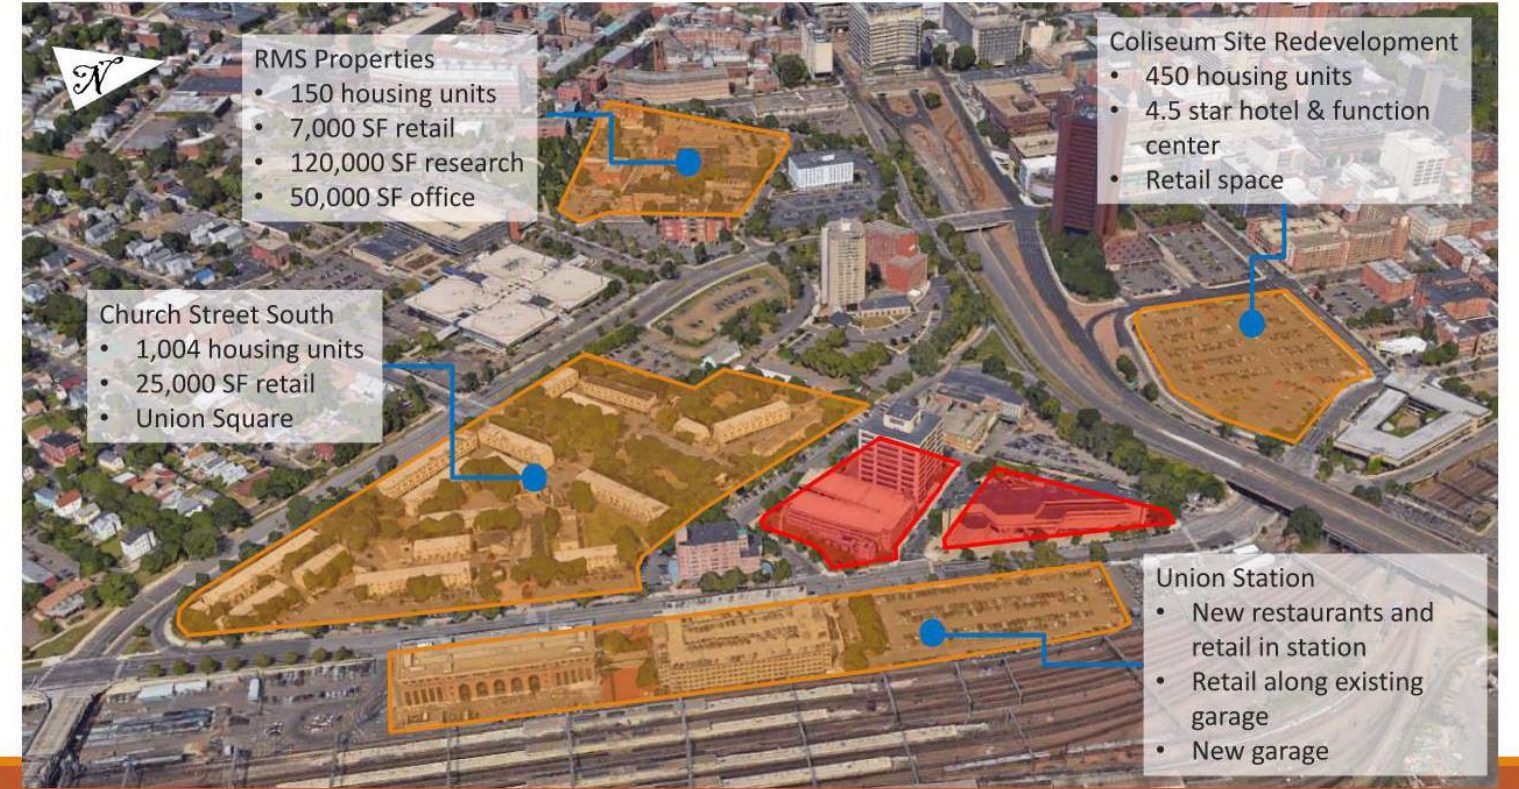 N
RMS Properties
• 150 housing units
• 7,000 SF retail
• 120,000 SF research
• 50,000 SF office
Coliseum Site Redevelopment
• 450 housing units
• 4.5 star hotel & function
center
• Retail space
Church Street South
• 1,004 housing units
• 25,000 SF retail
• Union Square
Union Station
• New restaurants and
retail in station
• Retail along existing
garage
• New garage